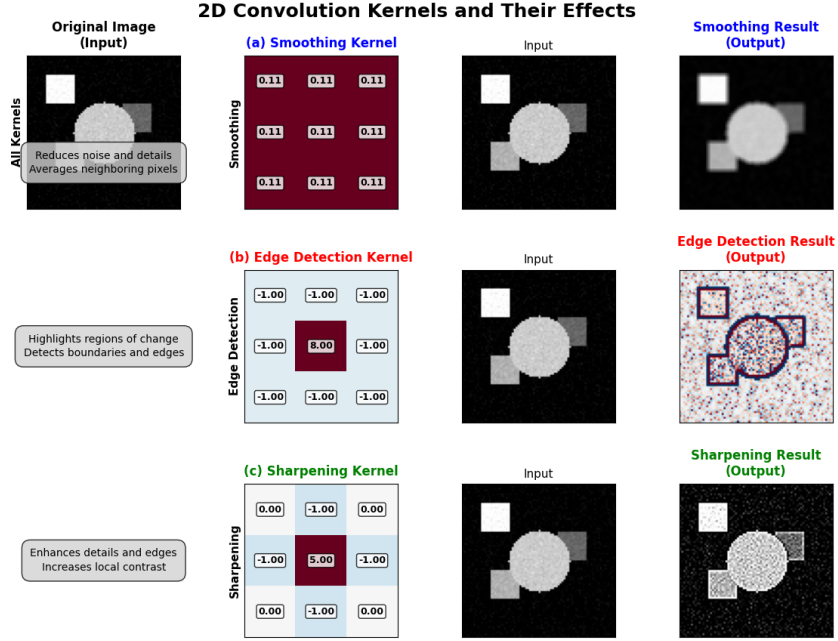 2D Convolution Kernels and Their Effects
Original Image
(Input)
(a) Smoothing Kernel
Input
Smoothing Result
(Output)
All Kernels
Reduces noise and details
Averages neighboring pixels
Smoothing
0.11 0.11 0.11
0.11 0.11 0.11
0.11 0.11 0.11
(b) Edge Detection Kernel
Input
Edge Detection Result
(Output)
Highlights regions of change
Detects boundaries and edges
Edge Detection
-1.00 -1.00 -1.00
-1.00 8.00 -1.00
-1.00 -1.00 -1.00
(c) Sharpening Kernel
Input
Sharpening Result
(Output)
Enhances details and edges
Increases local contrast
Sharpening
0.00 -1.00 0.00
-1.00 5.00 -1.00
0.00 -1.00 0.00